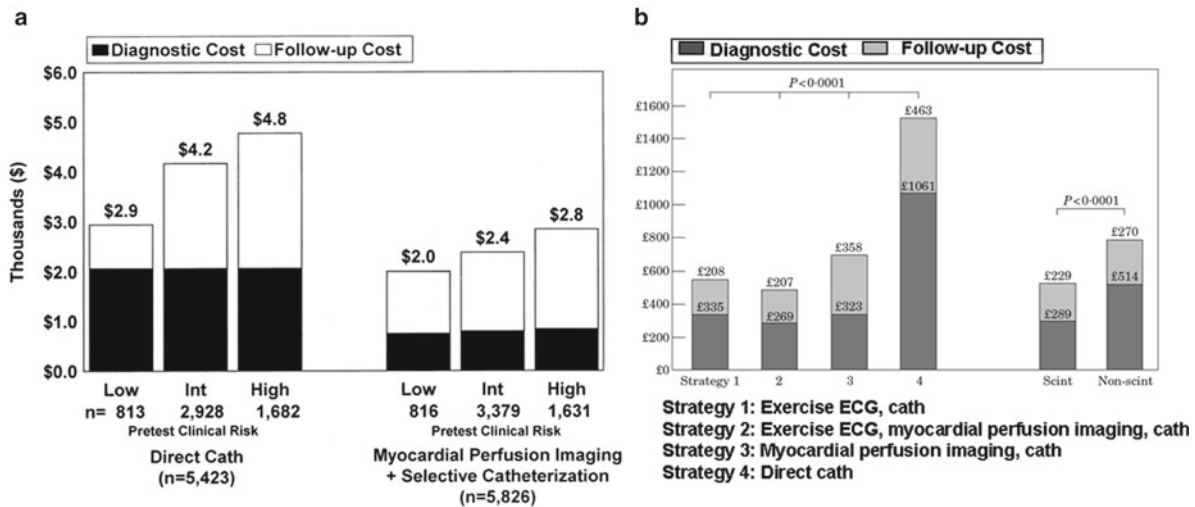 a
Diagnostic Cost Follow-up Cost
Thousands ($)
$6.0
$5.0
$4.0
$3.0
$2.0
$1.0
$0.0
$2.9
$4.2
$4.8
$2.0
$2.4
$2.8
Low Int High Low Int High
n= 813 2,928 1,682 816 3,379 1,631
Pretest Clinical Risk Pretest Clinical Risk
Direct Cath
(n=5,423)
Myocardial Perfusion Imaging
+ Selective Catheterization
(n=5,826)
b
Diagnostic Cost Follow-up Cost
P<0·0001
£1600
£1400
£1200
£1000
£800
£600
£400
£200
£0
£208
£335
£207
£269
£358
£323
£463
£1061
P<0·0001
£229
£289
£270
£514
Strategy 1 2 3 4 Scint Non-scint
Strategy 1: Exercise ECG, cath
Strategy 2: Exercise ECG, myocardial perfusion imaging, cath
Strategy 3: Myocardial perfusion imaging, cath
Strategy 4: Direct cath